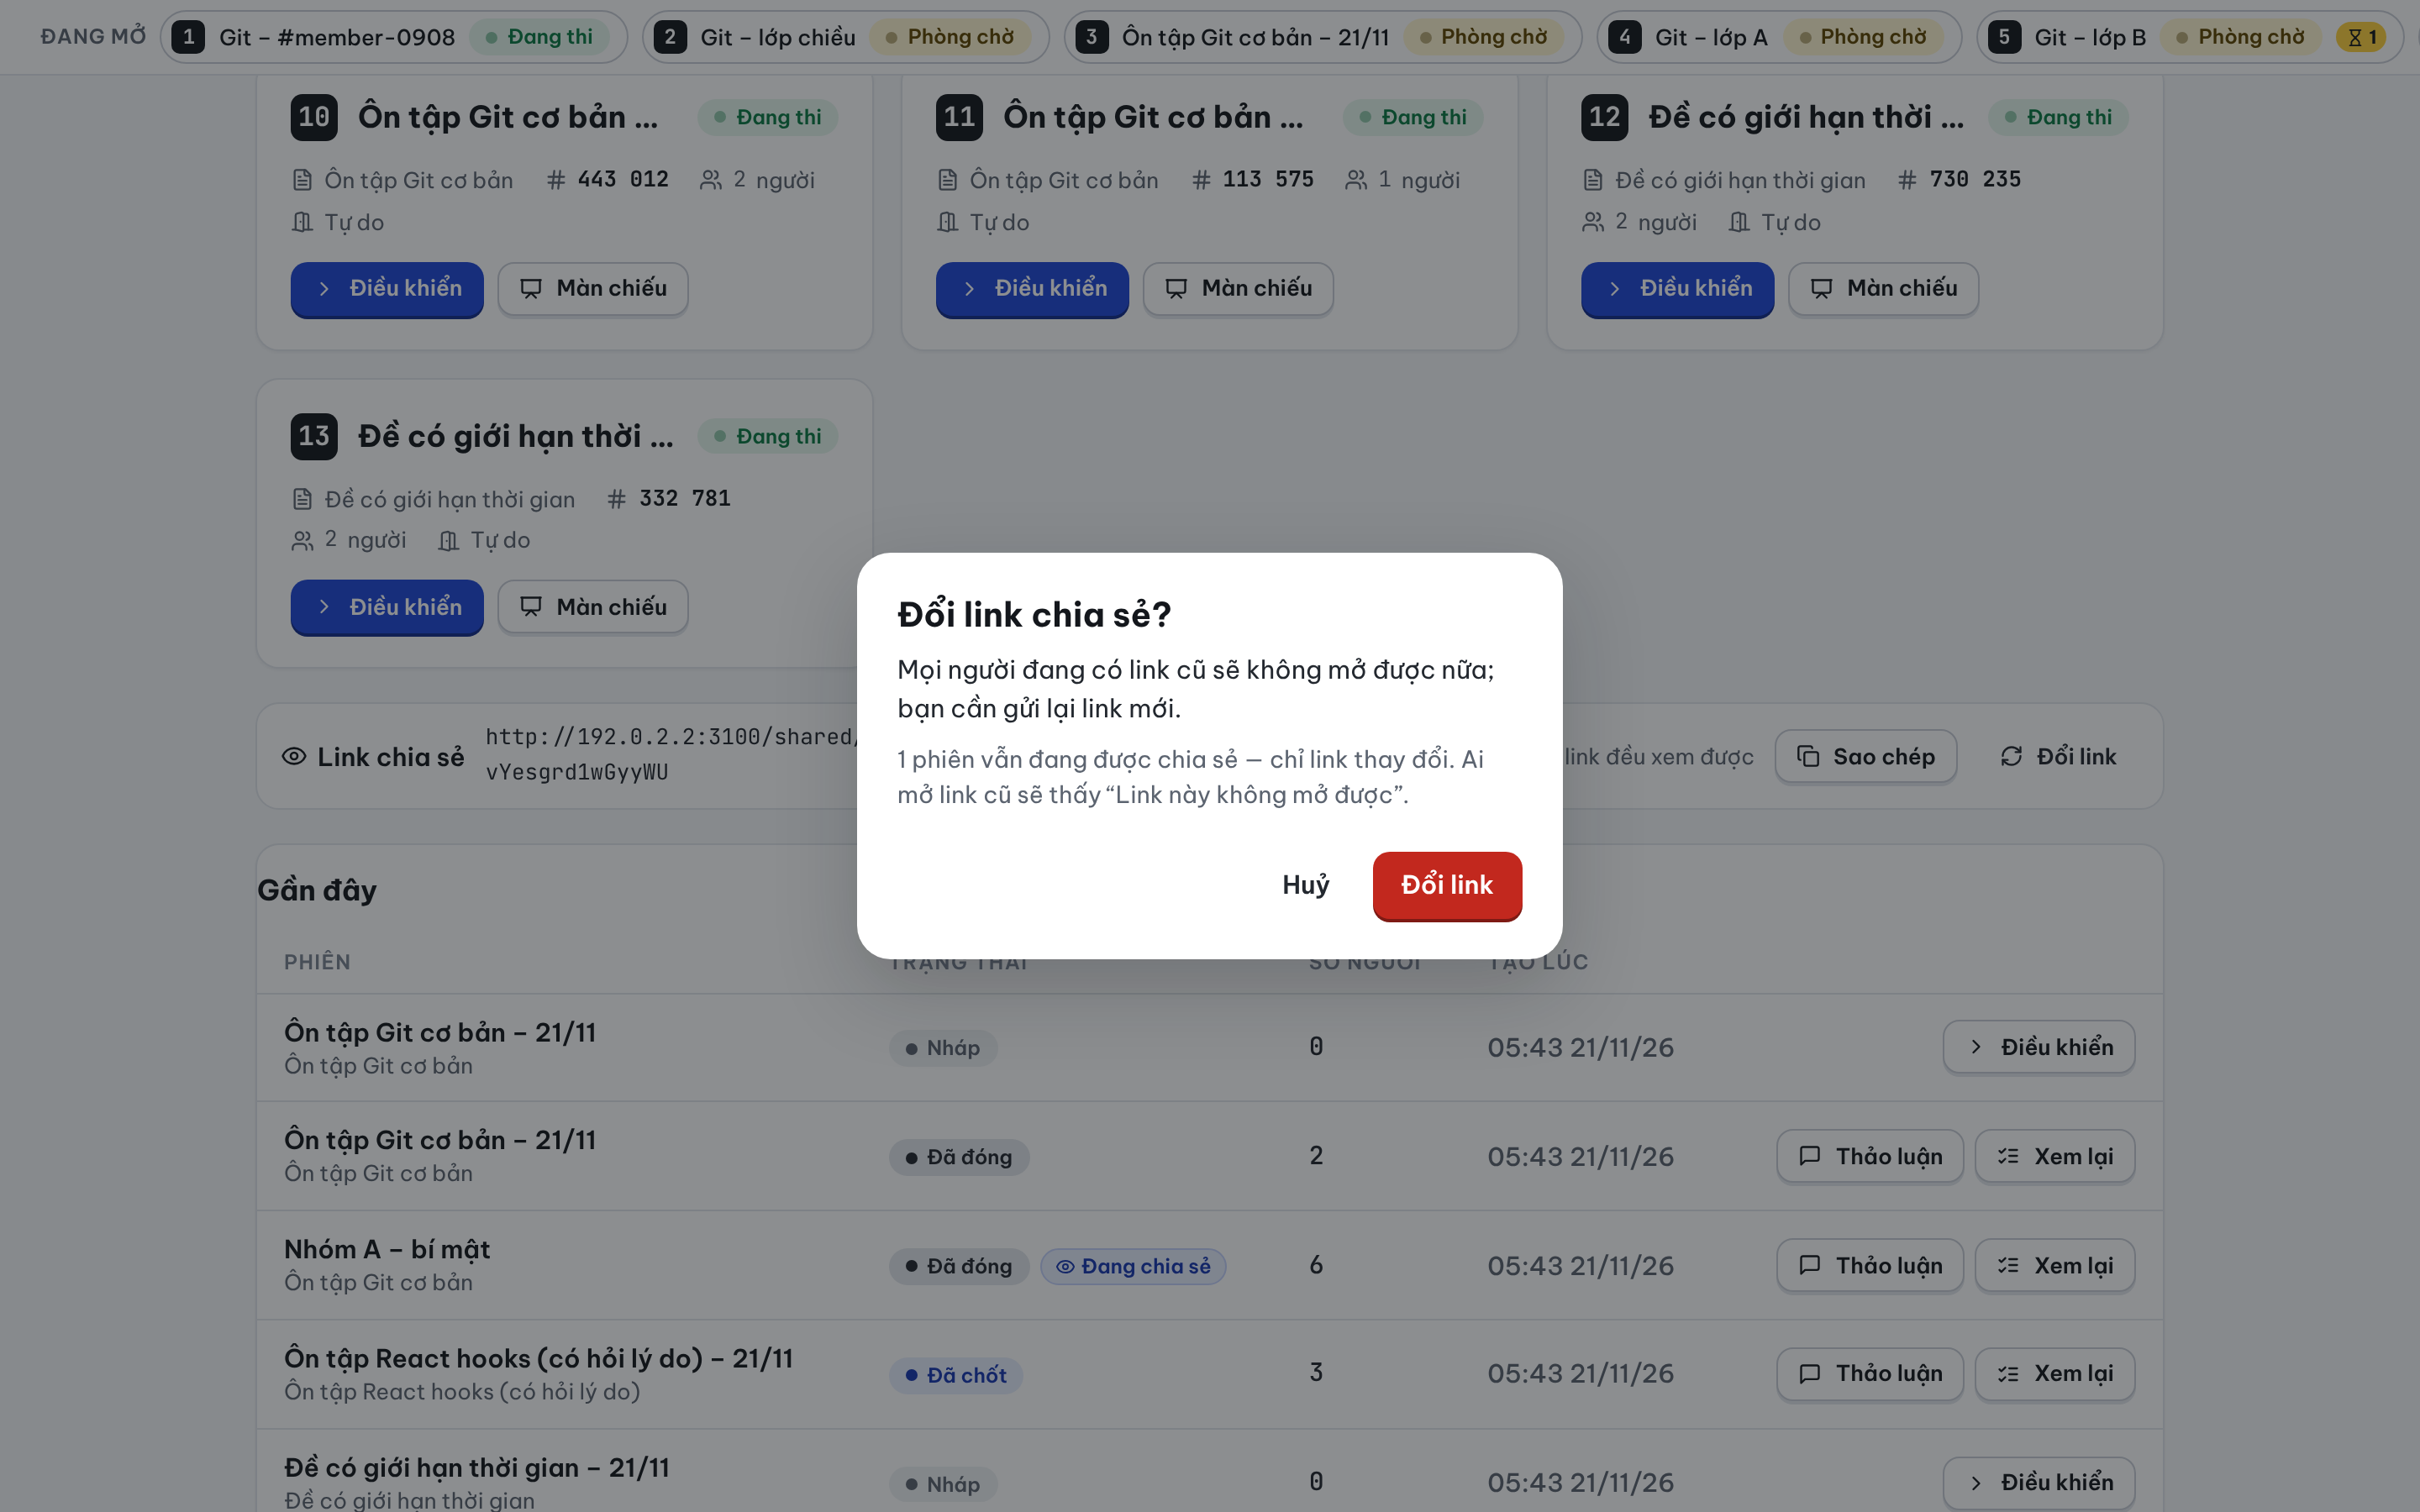 ĐANG MỞ
1 Git – #member-0908 Đang thi
2 Git – lớp chiều Phòng chờ
3 Ôn tập Git cơ bản – 21/11 Phòng chờ
4 Git – lớp A Phòng chờ
5 Git – lớp B Phòng chờ 1
10 Ôn tập Git cơ bản ... Đang thi
Ôn tập Git cơ bản # 443 012 2 người
Tự do
Điều khiển Màn chiếu
11 Ôn tập Git cơ bản ... Đang thi
Ôn tập Git cơ bản # 113 575 1 người
Tự do
Điều khiển Màn chiếu
12 Đề có giới hạn thời ... Đang thi
Đề có giới hạn thời gian # 730 235
2 người Tự do
Điều khiển Màn chiếu
13 Đề có giới hạn thời ... Đang thi
Đề có giới hạn thời gian # 332 781
2 người Tự do
Điều khiển Màn chiếu
Đổi link chia sẻ?
Mọi người đang có link cũ sẽ không mở được nữa;
bạn cần gửi lại link mới.
1 phiên vẫn đang được chia sẻ — chỉ link thay đổi. Ai
mở link cũ sẽ thấy “Link này không mở được”.
Huỷ Đổi link
Link chia sẻ
http://192.0.2.2:3100/shared/
vYesgrd1wGyyWU
link đều xem được Sao chép Đổi link
Gần đây
PHIÊN TRẠNG THÁI SỐ NGƯỜI TẠO LÚC
Ôn tập Git cơ bản – 21/11 Nháp 0 05:43 21/11/26 Điều khiển
Ôn tập Git cơ bản
Ôn tập Git cơ bản – 21/11 Đã đóng 2 05:43 21/11/26 Thảo luận Xem lại
Ôn tập Git cơ bản
Nhóm A – bí mật Đã đóng Đang chia sẻ 6 05:43 21/11/26 Thảo luận Xem lại
Ôn tập Git cơ bản
Ôn tập React hooks (có hỏi lý do) – 21/11 Đã chốt 3 05:43 21/11/26 Thảo luận Xem lại
Ôn tập React hooks (có hỏi lý do)
Đề có giới hạn thời gian – 21/11 Nháp 0 05:43 21/11/26 Điều khiển
Đề có giới hạn thời gian